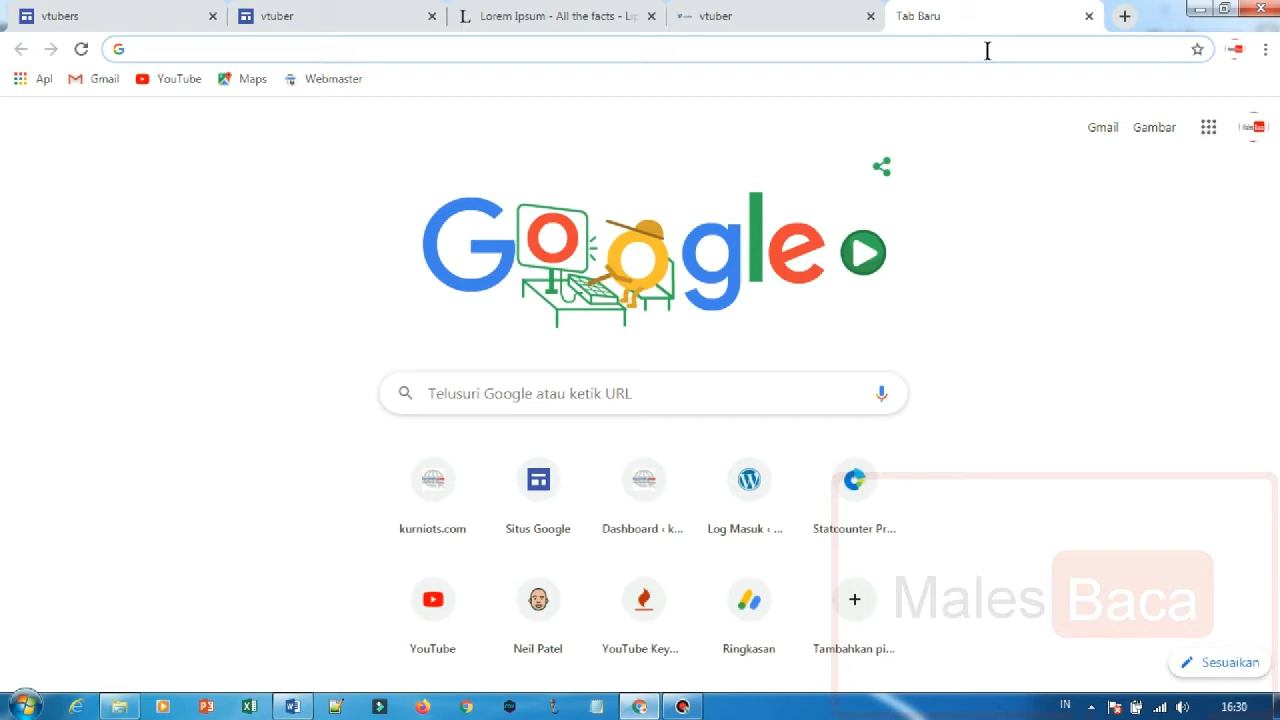 vtubers
vtuber
Lorem Ipsum - All the facts - Lip
vtuber
Tab Baru
Apl
Gmail
YouTube
Maps
Webmaster
Gmail
Gambar
Google
Telusuri Google atau ketik URL
kurniots.com
Situs Google
Dashboard ‹ k...
Log Masuk ‹ ...
Statcounter Pr...
YouTube
Neil Patel
YouTube Key...
Ringkasan
Tambahkan pi...
Males Baca
Sesuaikan
IN
16:30